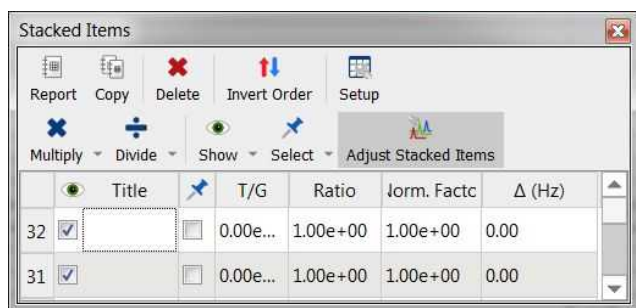 Stacked Items
Report Copy Delete Invert Order Setup
Multiply Divide Show Select Adjust Stacked Items
Title T/G Ratio Norm. Facto Δ (Hz)
32 0.00e... 1.00e+00 1.00e+00 0.00
31 0.00e... 1.00e+00 1.00e+00 0.00